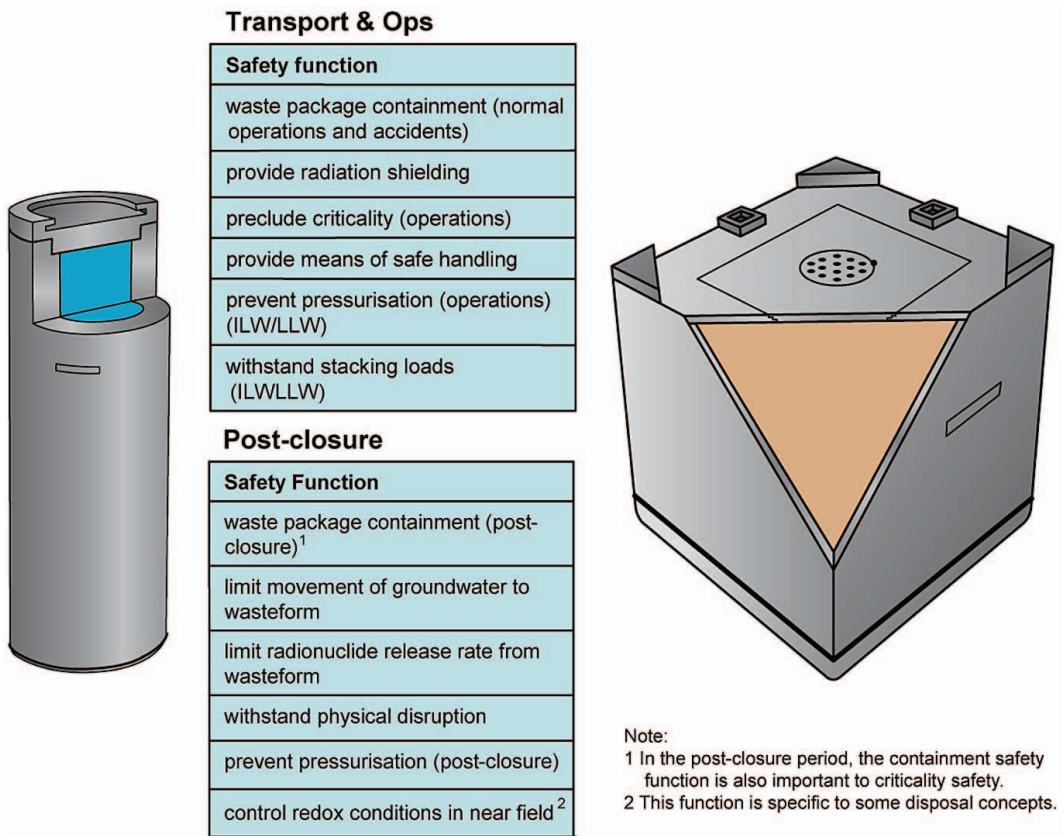 Transport & Ops
Safety function
waste package containment (normal
operations and accidents)
provide radiation shielding
preclude criticality (operations)
provide means of safe handling
prevent pressurisation (operations)
(ILW/LLW)
withstand stacking loads
(ILWLLW)
Post-closure
Safety Function
waste package containment (post-
closure)1
limit movement of groundwater to
wasteform
limit radionuclide release rate from
wasteform
withstand physical disruption
prevent pressurisation (post-closure)
control redox conditions in near field2
Note:
1 In the post-closure period, the containment safety
function is also important to criticality safety.
2 This function is specific to some disposal concepts.